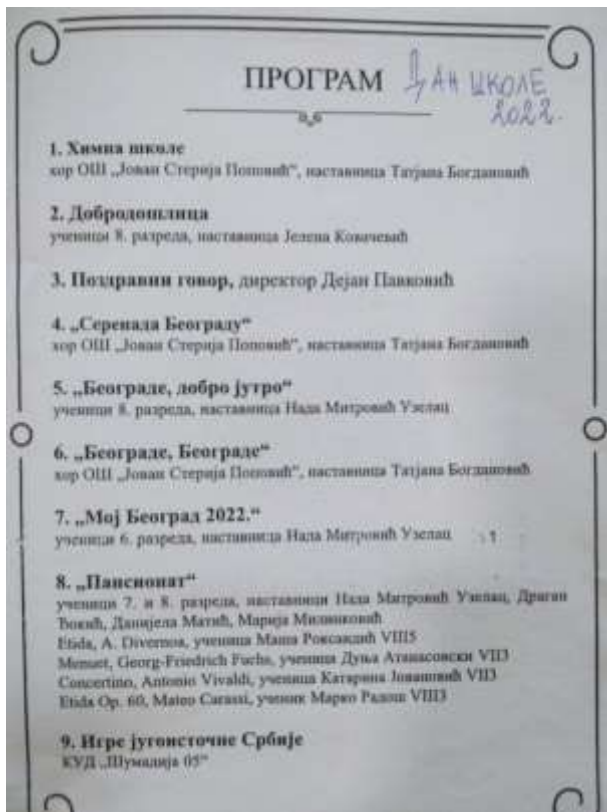 ПРОГРАМ
ДАН ШКОЛЕ
2022.
1. Химна школе
хор ОШ „Јован Стерија Поповић“, наставница Татјана Богдановић
2. Добродошлица
ученици 8. разреда, наставница Јелена Ковачевић
3. Поздравни говор, директор Дејан Павковић
4. „Серенада Београду“
хор ОШ „Јован Стерија Поповић“, наставница Татјана Богдановић
5. „Београде, добро јутро“
ученици 8. разреда, наставница Нада Митровић Узелац
6. „Београде, Београде“
хор ОШ „Јован Стерија Поповић“, наставница Татјана Богдановић
7. „Мој Београд 2022.“
ученици 6. разреда, наставница Нада Митровић Узелац
8. „Пансионат“
ученици 7. и 8. разреда, наставници Нада Митровић Узелац, Драган
Ђокић, Данијела Матић, Марија Миланковић
Etida, A. ученица Маша Роксандић VIII5
Menuet, Georg-Friedrich Fuchs, ученица Дуња Атанасовски VII3
Concertino, Antonio Vivaldi, ученица Катарина Јовановић VII3
Etida Op. 60, Mateo Carassi, ученик Марко Радош VIII3
9. Игре југоисточне Србије
КУД „Шумадија 05“